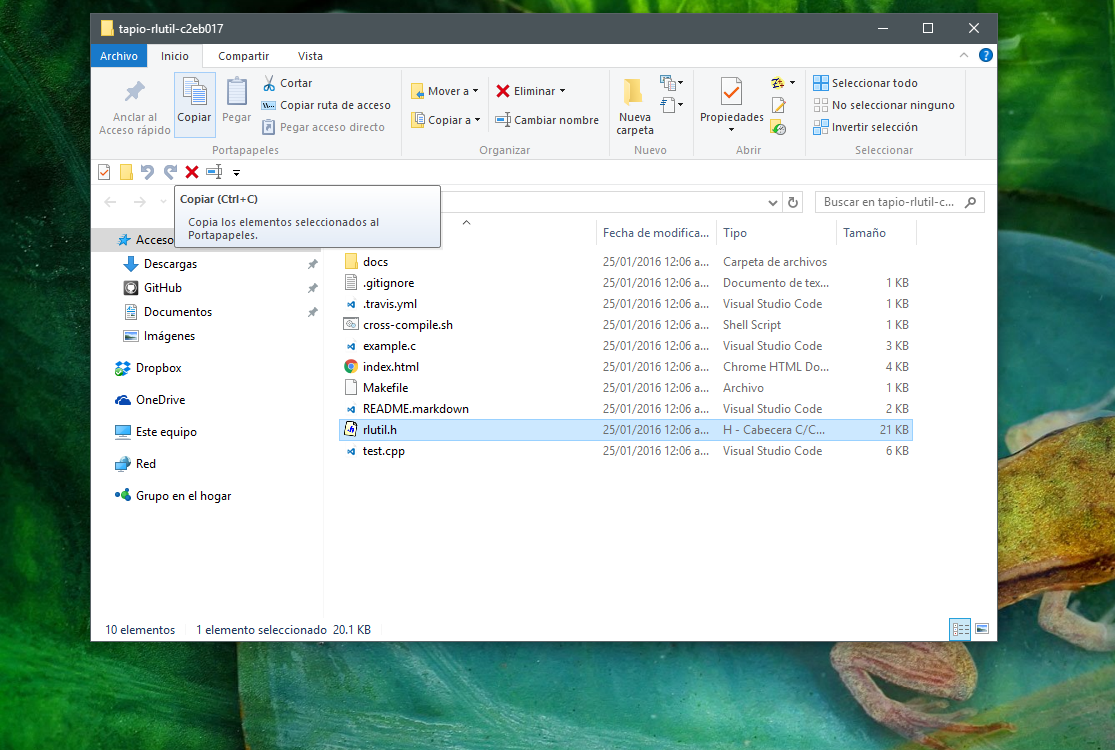 tapio-rlutil-c2eb017
Archivo Inicio Compartir Vista
Anclar al
Acceso rápido
Copiar
Pegar
Cortar
Copiar ruta de acceso
Pegar acceso directo
Portapapeles
Mover a
Copiar a
Eliminar
Cambiar nombre
Organizar
Nueva
carpeta
Nuevo
Propiedades
Abrir
Seleccionar todo
No seleccionar ninguno
Invertir selección
Seleccionar
Copiar (Ctrl+C)
Copia los elementos seleccionados al
Portapapeles.
Buscar en tapio-rlutil-c...
Fecha de modifica... Tipo Tamaño
Acceso
Descargas
GitHub
Documentos
Imágenes
Dropbox
OneDrive
Este equipo
Red
Grupo en el hogar
docs 25/01/2016 12:06 a... Carpeta de archivos
.gitignore 25/01/2016 12:06 a... Documento de tex... 1 KB
.travis.yml 25/01/2016 12:06 a... Visual Studio Code 1 KB
cross-compile.sh 25/01/2016 12:06 a... Shell Script 1 KB
example.c 25/01/2016 12:06 a... Visual Studio Code 3 KB
index.html 25/01/2016 12:06 a... Chrome HTML Do... 4 KB
Makefile 25/01/2016 12:06 a... Archivo 1 KB
README.markdown 25/01/2016 12:06 a... Visual Studio Code 2 KB
rlutil.h 25/01/2016 12:06 a... H - Cabecera C/C... 21 KB
test.cpp 25/01/2016 12:06 a... Visual Studio Code 6 KB
10 elementos 1 elemento seleccionado 20.1 KB